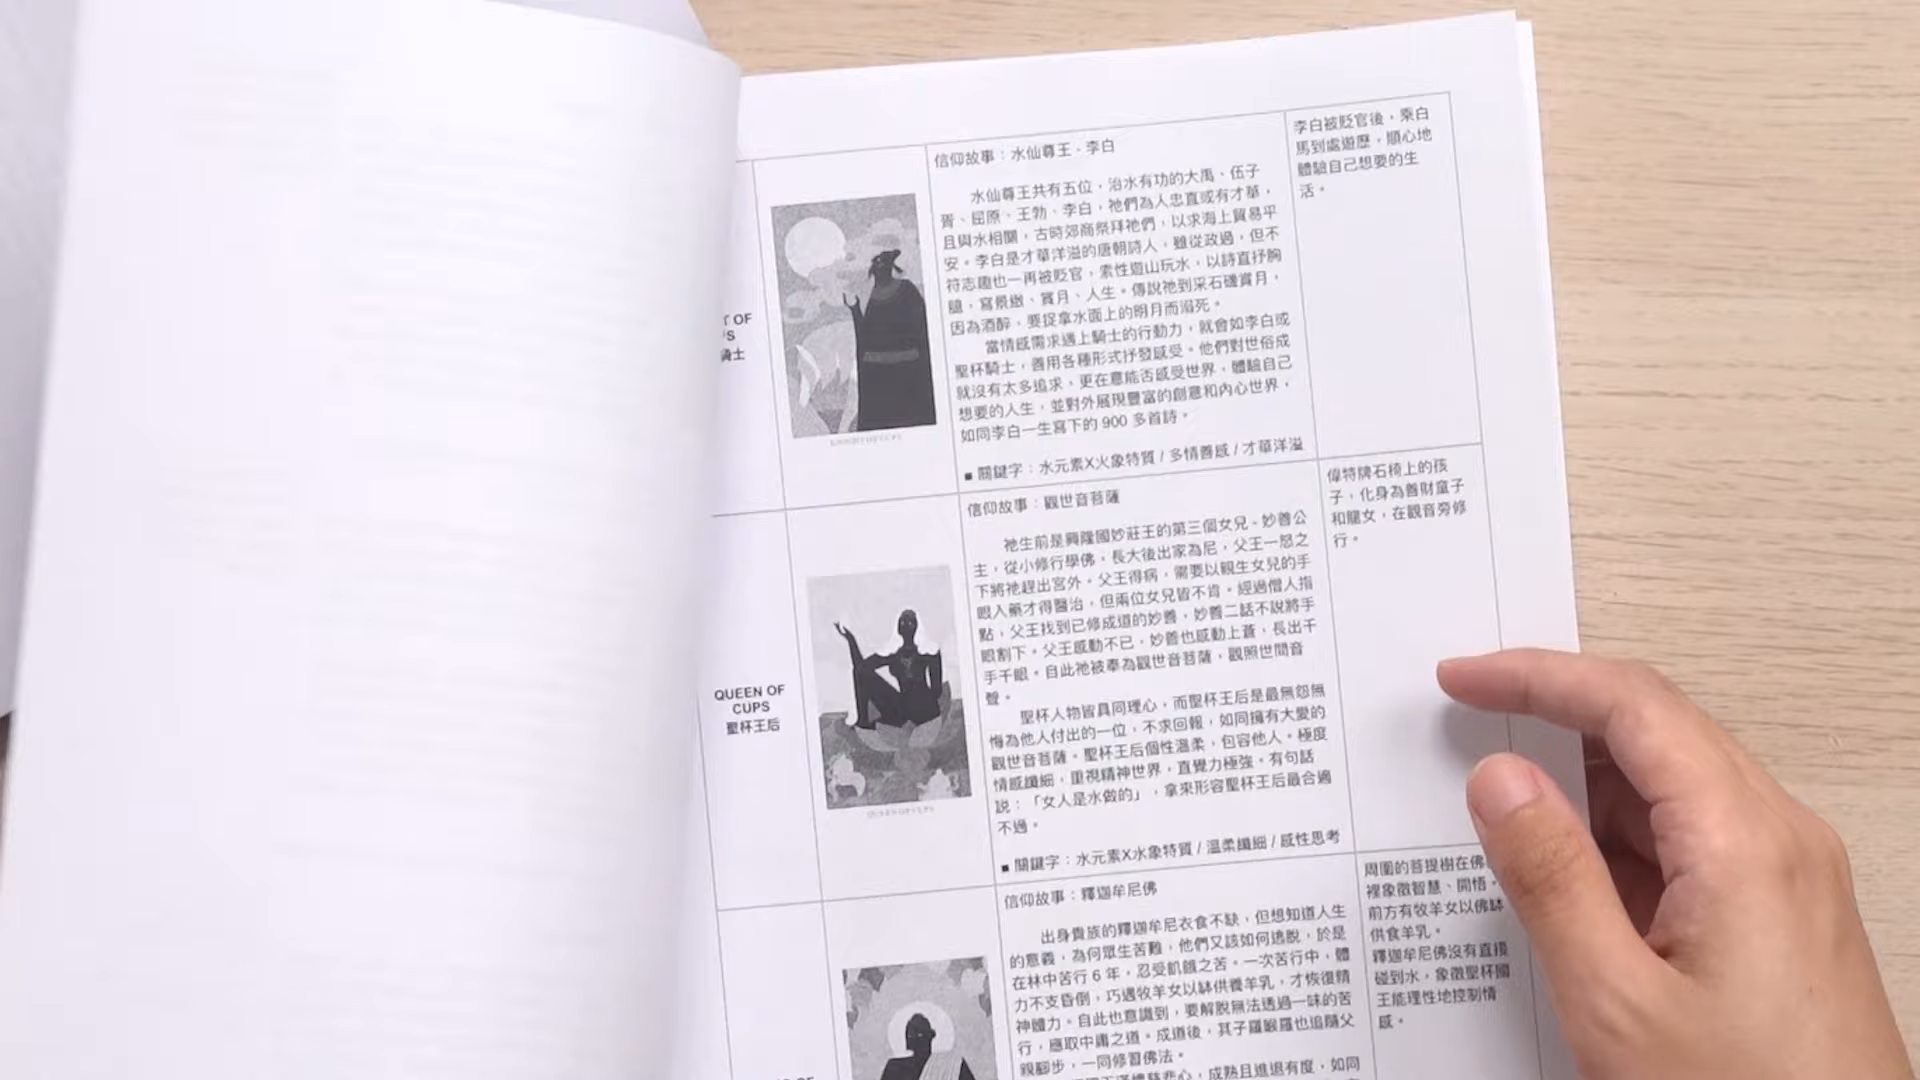 T OF
騎士
信仰故事：水仙尊王 - 李白
水仙尊王共有五位，治水有功的大禹、伍子
胥、屈原、王勃、李白，祂們為人忠直或有才華，
且與水相關，古時郊商祭拜祂們，以求海上貿易平
安。李白是才華洋溢的唐朝詩人，雖從政過，但不
符志趣也一再被貶官，索性遊山玩水，以詩直抒胸
臆，寫景緻、賞月、人生。傳說祂到采石磯賞月，
因為酒醉，要捉拿水面上的明月而溺死。
當情感需求遇上騎士的行動力，就會如李白或
聖杯騎士，善用各種形式抒發感受。他們對世俗成
就沒有太多追求，更在意能否感受世界，體驗自己
想要的人生，並對外展現豐富的創意和內心世界，
如同李白一生寫下的 900 多首詩。
■ 關鍵字：水元素X火象特質 / 多情善感 / 才華洋溢
李白被貶官後，乘白
馬到處遊歷，順心地
體驗自己想要的生
活。
QUEEN OF
CUPS
聖杯王后
信仰故事：觀世音菩薩
祂生前是興隆國妙莊王的第三個女兒 - 妙善公
主，從小修行學佛，長大後出家為尼，父王一怒之
下將祂趕出宮外。父王得病，需要以親生女兒的手
眼入藥才得醫治，但兩位女兒皆不肯。經過僧人指
點，父王找到已修成道的妙善，妙善二話不說將手
眼割下。父王感動不已，妙善也感動上蒼，長出千
手千眼。自此祂被奉為觀世音菩薩，觀照世間音
聲。
聖杯人物皆具同理心，而聖杯王后是最無怨無
悔為他人付出的一位，不求回報，如同擁有大愛的
觀世音菩薩。聖杯王后個性溫柔，包容他人。極度
情感纖細，重視精神世界，直覺力極強。有句話
說：「女人是水做的」，拿來形容聖杯王后最合適
不過。
■ 關鍵字：水元素X水象特質 / 溫柔纖細 / 感性思考
偉特牌石椅上的孩
子，化身為善財童子
和龍女，在觀音旁修
行。
信仰故事：釋迦牟尼佛
出身貴族的釋迦牟尼衣食不缺，但想知道人生
的意義，為何眾生苦難，他們又該如何逃脫，於是
在林中苦行 6 年，忍受飢餓之苦。一次苦行中，體
力不支昏倒，巧遇牧羊女以缽供養羊乳，才恢復精
神體力。自此也意識到，要解脫無法透過一味的苦
行，應取中庸之道。成道後，其子羅睺羅也追隨父
親腳步，一同修習佛法。
慈悲心，成熟且進退有度，如同
周圍的菩提樹在佛
裡象徵智慧、開悟。
前方有牧羊女以佛缽
供食羊乳。
釋迦牟尼佛沒有直接
碰到水，象徵聖杯國
王能理性地控制情
感。